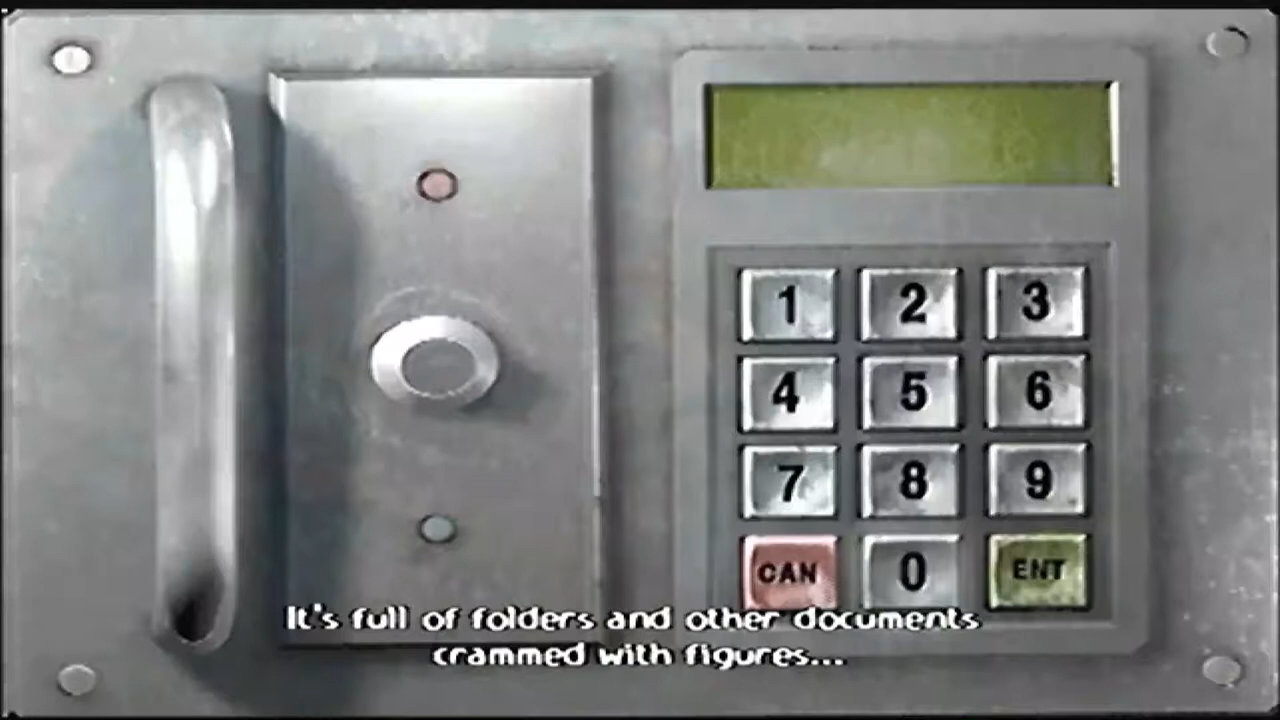 1 2 3
4 5 6
7 8 9
CAN 0 ENT
It's full of folders and other documents
crammed with figures...